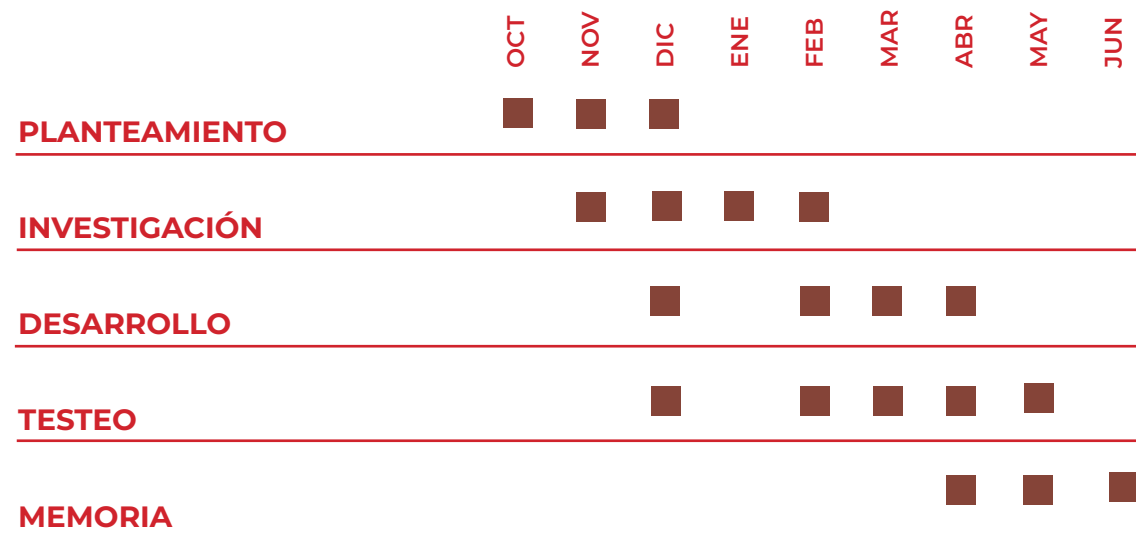 OCT NOV DIC ENE FEB MAR ABR MAY JUN
PLANTEAMIENTO
INVESTIGACIÓN
DESARROLLO
TESTEO
MEMORIA